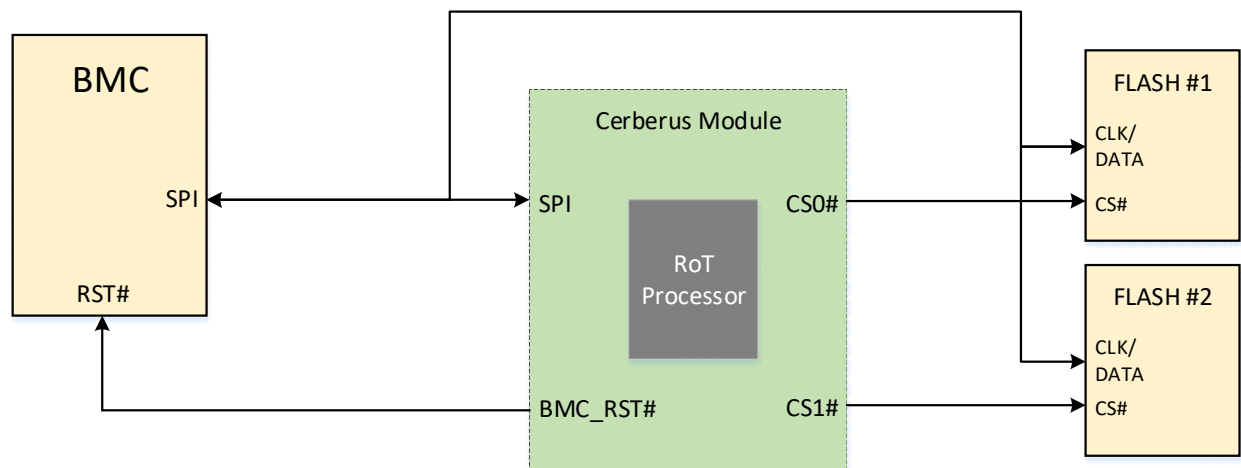 BMC
SPI
RST#
Cerberus Module
SPI
CS0#
RoT
Processor
BMC_RST#
CS1#
FLASH #1
CLK/
DATA
CS#
FLASH #2
CLK/
DATA
CS#